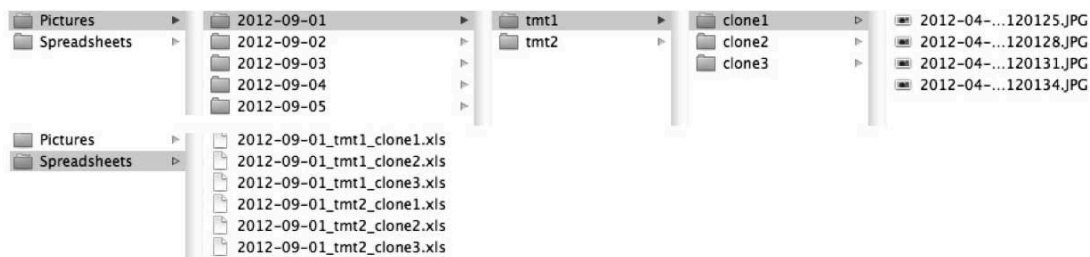 Pictures 2012-09-01 tmt1 clone1 2012-04-...120125.JPG
Spreadsheets 2012-09-02 tmt2 clone2 2012-04-...120128.JPG
2012-09-03 clone3 2012-04-...120131.JPG
2012-09-04 2012-04-...120134.JPG
2012-09-05
Pictures 2012-09-01_tmt1_clone1.xls
Spreadsheets 2012-09-01_tmt1_clone2.xls
2012-09-01_tmt1_clone3.xls
2012-09-01_tmt2_clone1.xls
2012-09-01_tmt2_clone2.xls
2012-09-01_tmt2_clone3.xls